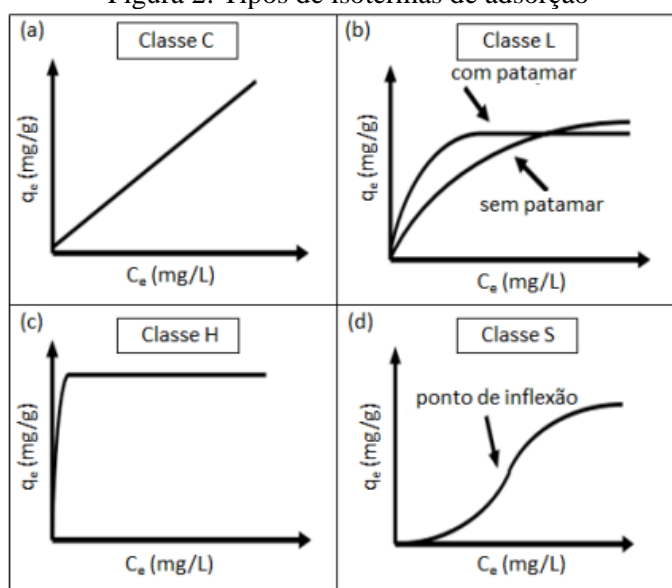 Figura 2: Tipos de isotermas de adsorção
(a)
Classe C
qe (mg/g)
Ce (mg/L)
(b)
Classe L
com patamar
sem patamar
qe (mg/g)
Ce (mg/L)
(c)
Classe H
qe (mg/g)
Ce (mg/L)
(d)
Classe S
ponto de inflexão
qe (mg/g)
Ce (mg/L)